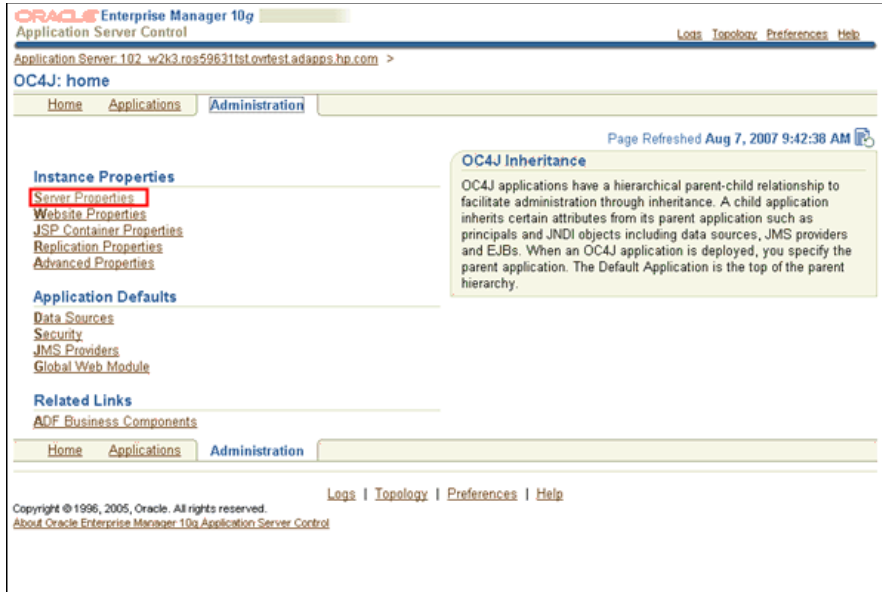 ORACLE Enterprise Manager 10g
Application Server Control
Logs Topology Preferences Help
Application Server: 102_w2k3.ros59631tst.ovrtest.adapps.hp.com >
OC4J: home
Home Applications Administration
Page Refreshed Aug 7, 2007 9:42:38 AM
Instance Properties
Server Properties
Website Properties
JSP Container Properties
Replication Properties
Advanced Properties
Application Defaults
Data Sources
Security
JMS Providers
Global Web Module
Related Links
ADF Business Components
OC4J Inheritance
OC4J applications have a hierarchical parent-child relationship to
facilitate administration through inheritance. A child application
inherits certain attributes from its parent application such as
principals and JNDI objects including data sources, JMS providers
and EJBs. When an OC4J application is deployed, you specify the
parent application. The Default Application is the top of the parent
hierarchy.
Home Applications Administration
Logs | Topology | Preferences | Help
Copyright © 1996, 2005, Oracle. All rights reserved.
About Oracle Enterprise Manager 10g Application Server Control